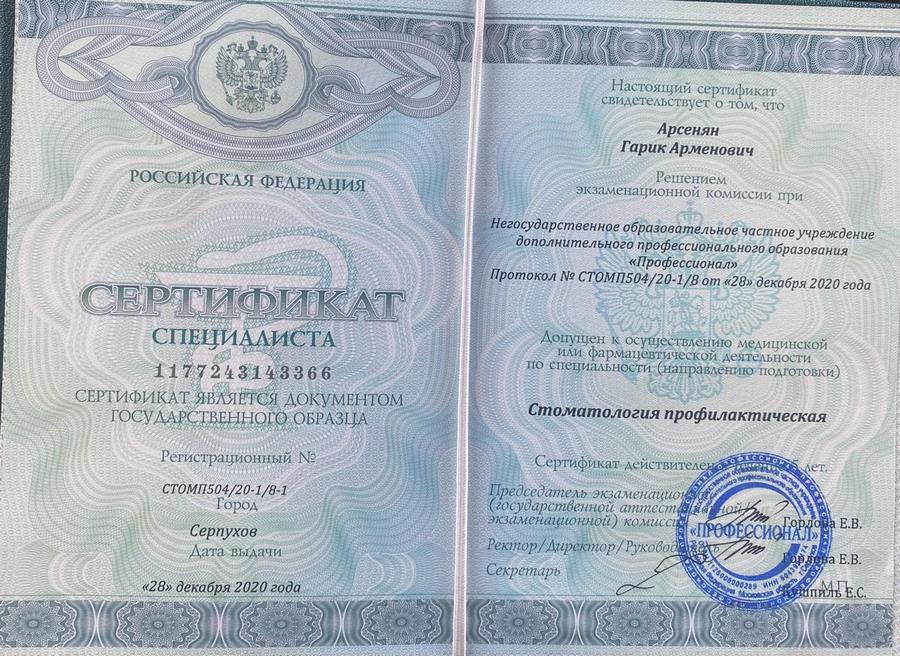 РОССИЙСКАЯ ФЕДЕРАЦИЯ
СЕРТИФИКАТ
СПЕЦИАЛИСТА
1177243143366
СЕРТИФИКАТ ЯВЛЯЕТСЯ ДОКУМЕНТОМ
ГОСУДАРСТВЕННОГО ОБРАЗЦА
Регистрационный №
СТОМП504/20-1/8-1
Город
Серпухов
Дата выдачи
«28» декабря 2020 года
Настоящий сертификат
свидетельствует о том, что
Арсенян
Гарик Арменович
Решением
экзаменационной комиссии при
Негосударственное образовательное частное учреждение
дополнительного профессионального образования
«Профессионал»
Протокол № СТОМП504/20-1/8 от «28» декабря 2020 года
Допущен к осуществлению медицинской
или фармацевтической деятельности
по специальности (направлению подготовки)
Стоматология профилактическая
Сертификат действителен лет.
Председатель экзаменационной
(государственной аттестационной/
экзаменационной) комиссии Горлова Е.В.
Ректор/Директор/Руководитель Горлова Е.В.
Секретарь Кушпиль Е.С.
М.П.
«ПРОФЕССИОНАЛ»